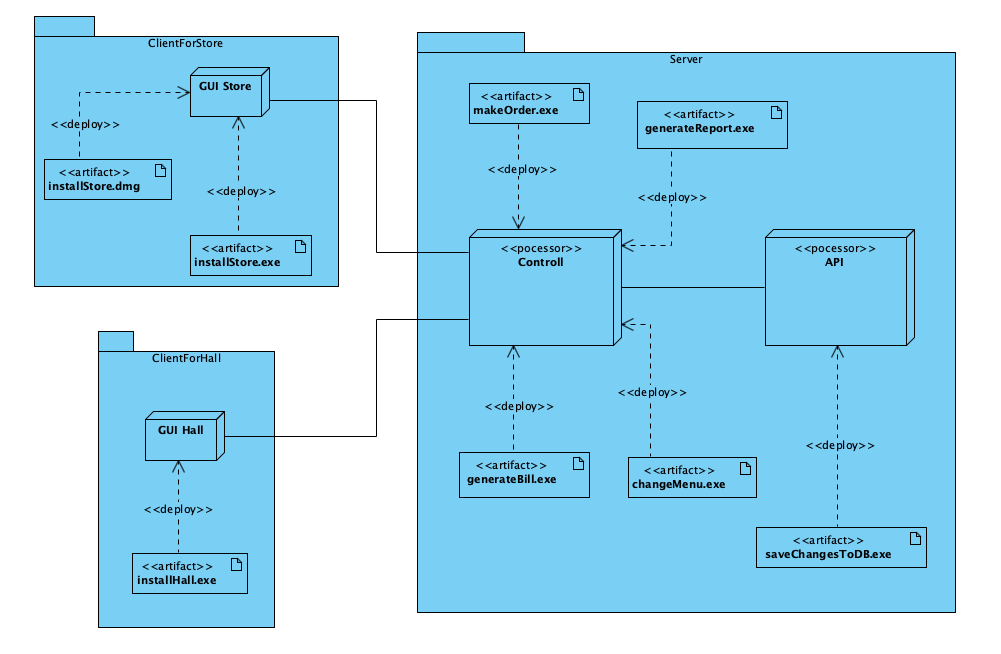 ClientForStore
GUI Store
<<deploy>>
<<artifact>>
installStore.dmg
<<deploy>>
<<artifact>>
installStore.exe
ClientForHall
GUI Hall
<<deploy>>
<<artifact>>
installHall.exe
Server
<<artifact>>
makeOrder.exe
<<artifact>>
generateReport.exe
<<deploy>>
<<deploy>>
<<pocessor>>
Controll
<<pocessor>>
API
<<deploy>>
<<deploy>>
<<deploy>>
<<artifact>>
generateBill.exe
<<artifact>>
changeMenu.exe
<<artifact>>
saveChangesToDB.exe